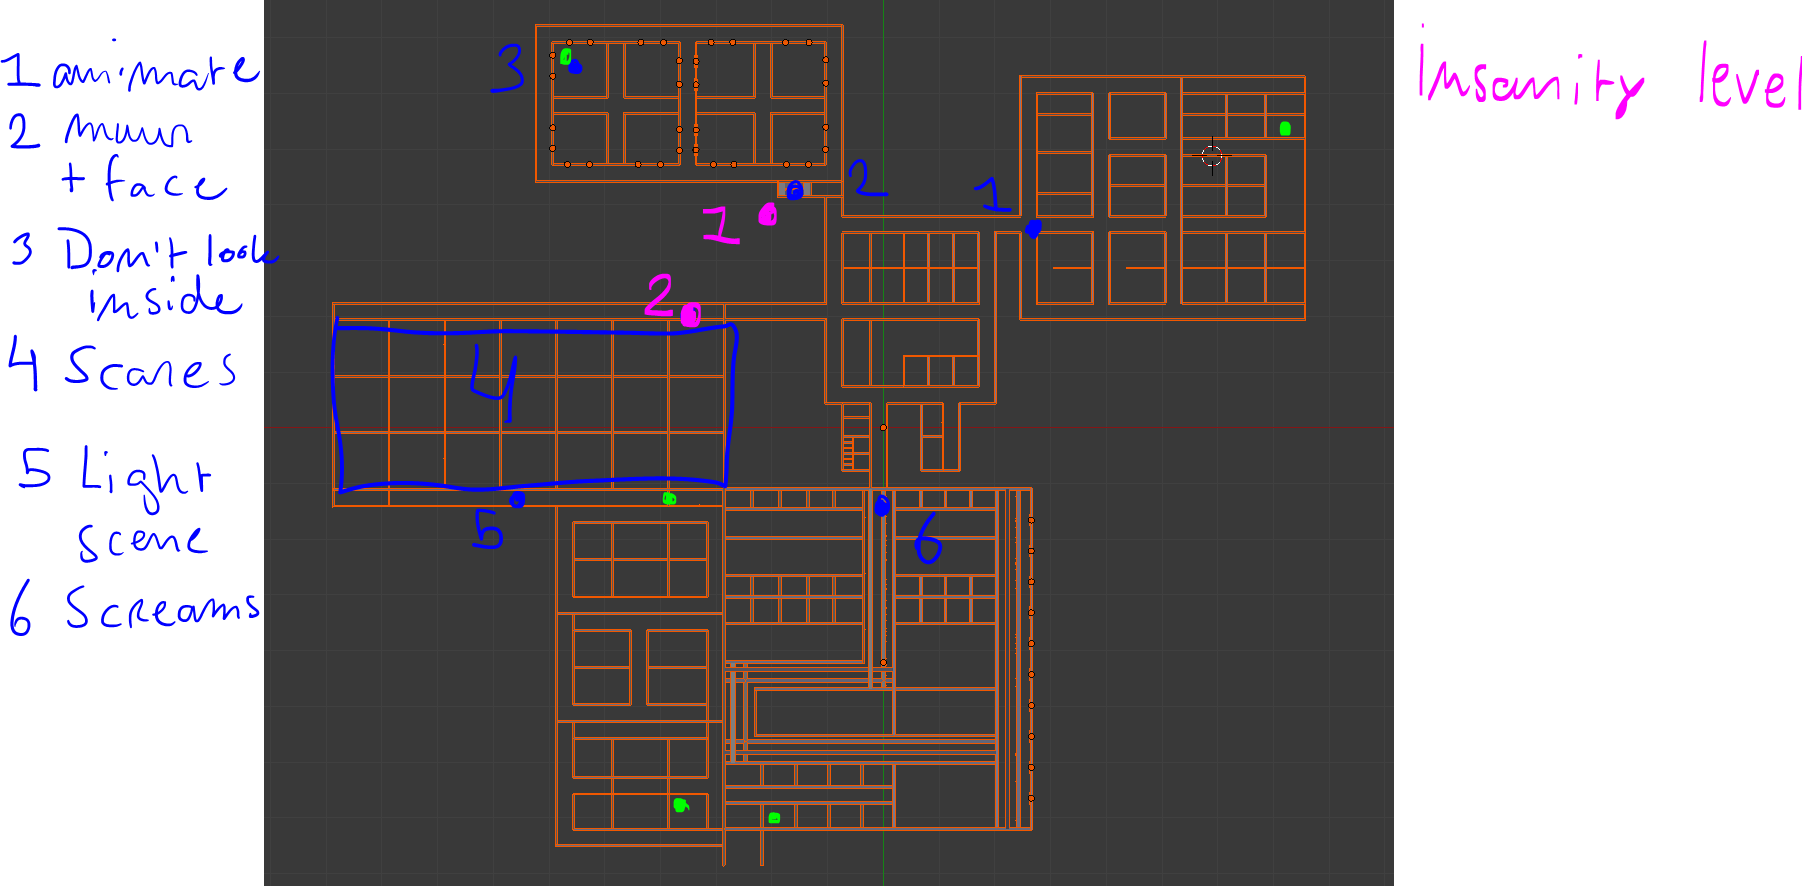 1 animate
2 muur
+ face
3 Don't look
inside
4 Scares
5 Light
scene
6 Screams
Insanity level
3
2
1
1
2
4
5
6